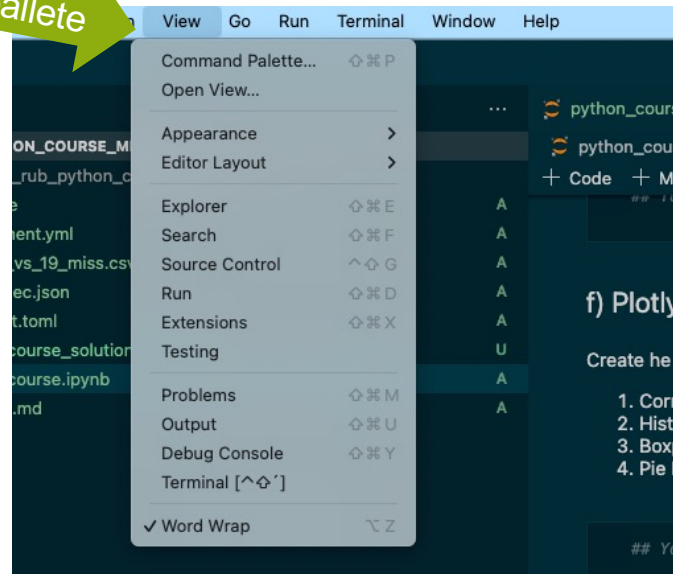 allete
View Go Run Terminal Window Help
Command Palette... ⇧⌘P
Open View...
Appearance >
Editor Layout >
Explorer ⇧⌘E
Search ⇧⌘F
Source Control ^⇧G
Run ⇧⌘D
Extensions ⇧⌘X
Testing
Problems ⇧⌘M
Output ⇧⌘U
Debug Console ⇧⌘Y
Terminal [^⇧´]
✓ Word Wrap ⌥Z
ON_COURSE_M
_rub_python_c
e A
ment.yml A
_vs_19_miss.csv A
ec.json A
t.toml A
course_solution U
course.ipynb A
.md A
...
python_cours
python_cou
+ Code + M
f) Plotly
Create he
1. Corr
2. Hist
3. Box
4. Pie
## Yo